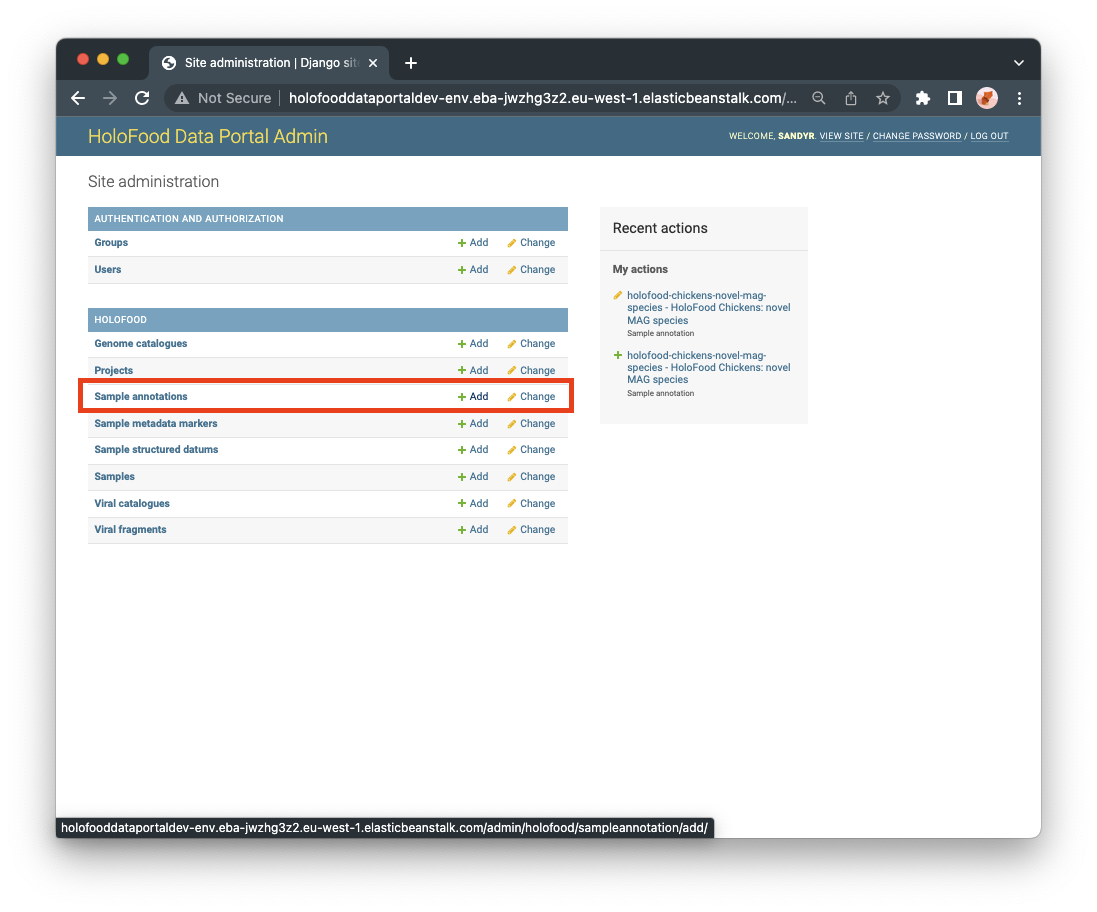 Site administration | Django sit
Not Secure
holofooddataportaldev-env.eba-jwzhg3z2.eu-west-1.elasticbeanstalk.com/...
HoloFood Data Portal Admin
WELCOME, SANDYR. VIEW SITE / CHANGE PASSWORD / LOG OUT
Site administration
AUTHENTICATION AND AUTHORIZATION
Groups Add Change
Users Add Change
HOLOFOOD
Genome catalogues Add Change
Projects Add Change
Sample annotations Add Change
Sample metadata markers Add Change
Sample structured datums Add Change
Samples Add Change
Viral catalogues Add Change
Viral fragments Add Change
Recent actions
My actions
holofood-chickens-novel-mag-
species - HoloFood Chickens: novel
MAG species
Sample annotation
holofood-chickens-novel-mag-
species - HoloFood Chickens: novel
MAG species
Sample annotation
holofooddataportaldev-env.eba-jwzhg3z2.eu-west-1.elasticbeanstalk.com/admin/holofood/sampleannotation/add/